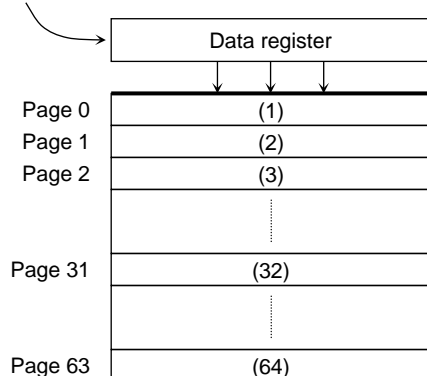 Data register
Page 0 (1)
Page 1 (2)
Page 2 (3)
Page 31 (32)
Page 63 (64)